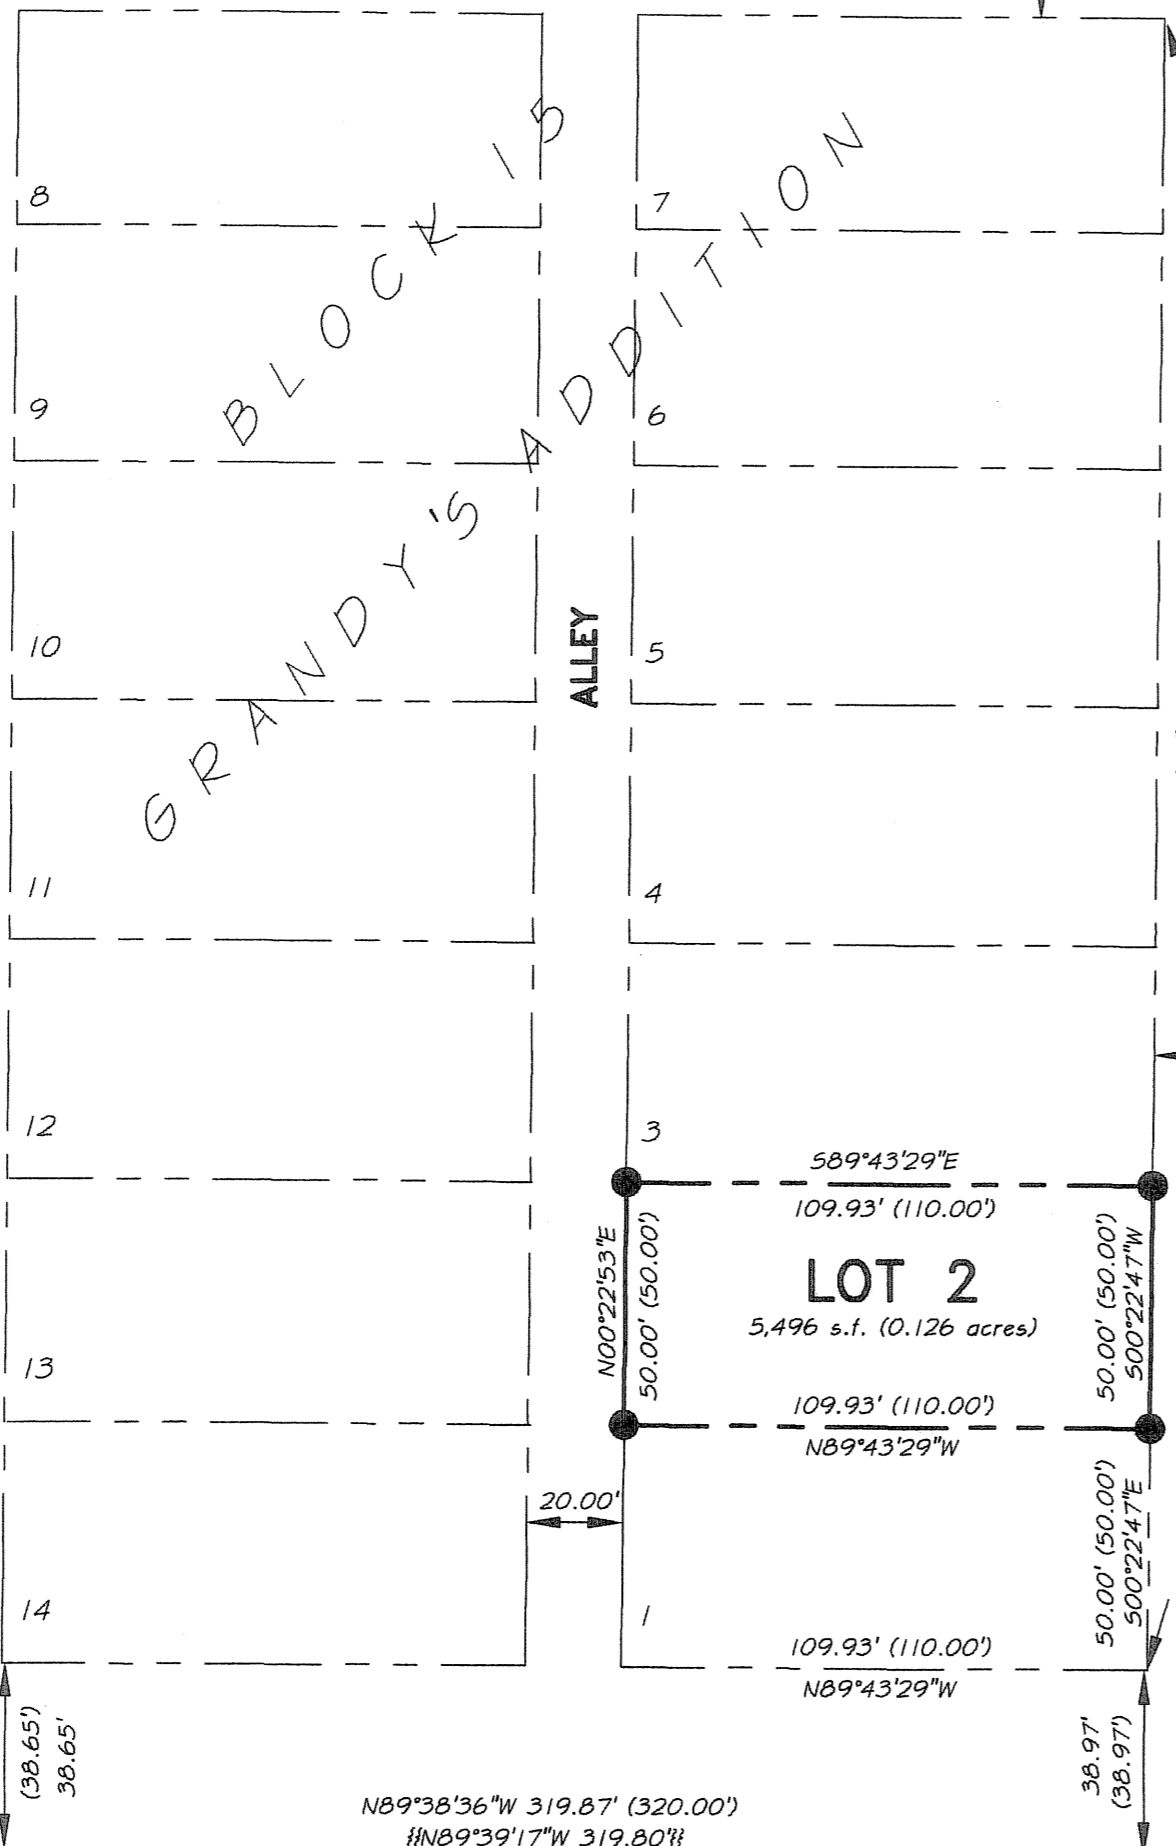 BLOCK 15
GRANDY'S ADDITION
8
7
9
6
10
ALLEY
5
11
4
12
3
S89°43'29"E
109.93' (110.00')
N00°22'53"E
50.00' (50.00')
LOT 2
5,496 s.f. (0.126 acres)
50.00' (50.00')
S00°22'47"W
13
109.93' (110.00')
N89°43'29"W
20.00'
50.00' (50.00')
S00°22'47"E
14
1
109.93' (110.00')
N89°43'29"W
(38.65')
38.65'
38.97'
(38.97')
N89°38'36"W 319.87' (320.00')
{{N89°39'17"W 319.80'}}